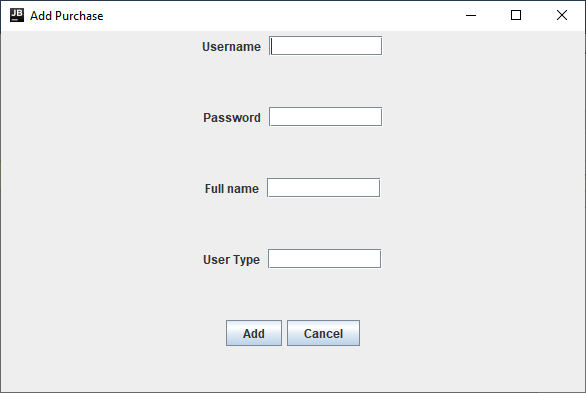 JB Add Purchase
Username
Password
Full name
User Type
Add Cancel